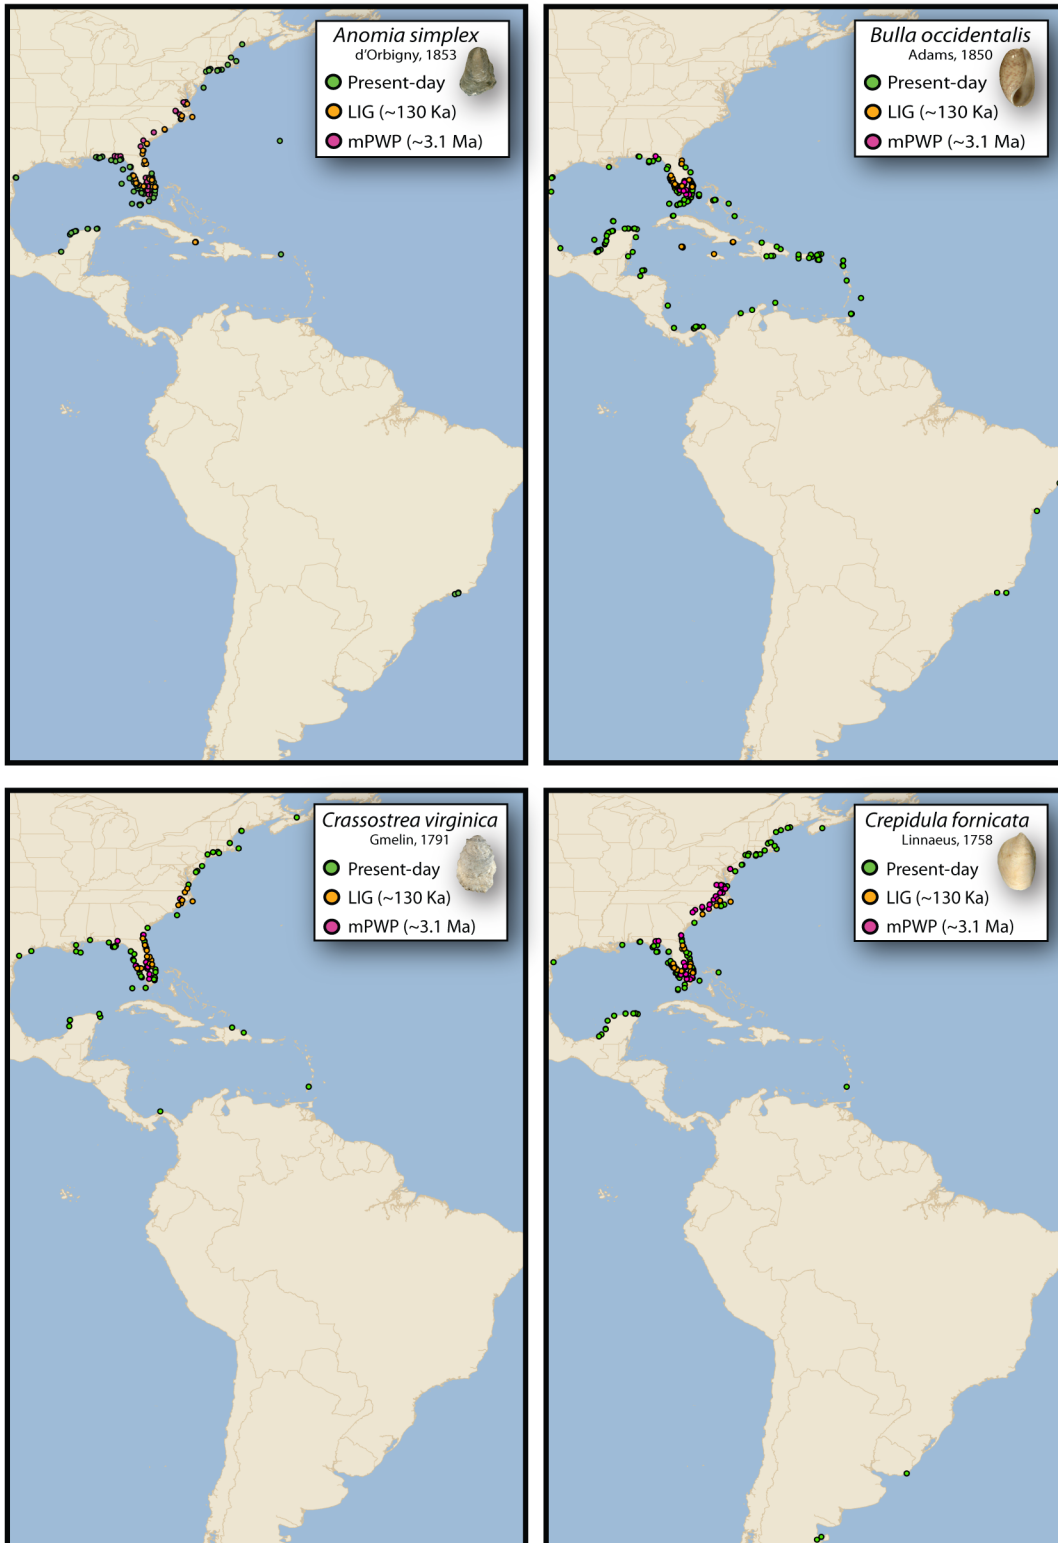 Anomia simplex
d'Orbigny, 1853
Present-day
LIG (~130 Ka)
mPWP (~3.1 Ma)
Bulla occidentalis
Adams, 1850
Present-day
LIG (~130 Ka)
mPWP (~3.1 Ma)
Crassostrea virginica
Gmelin, 1791
Present-day
LIG (~130 Ka)
mPWP (~3.1 Ma)
Crepidula fornicata
Linnaeus, 1758
Present-day
LIG (~130 Ka)
mPWP (~3.1 Ma)